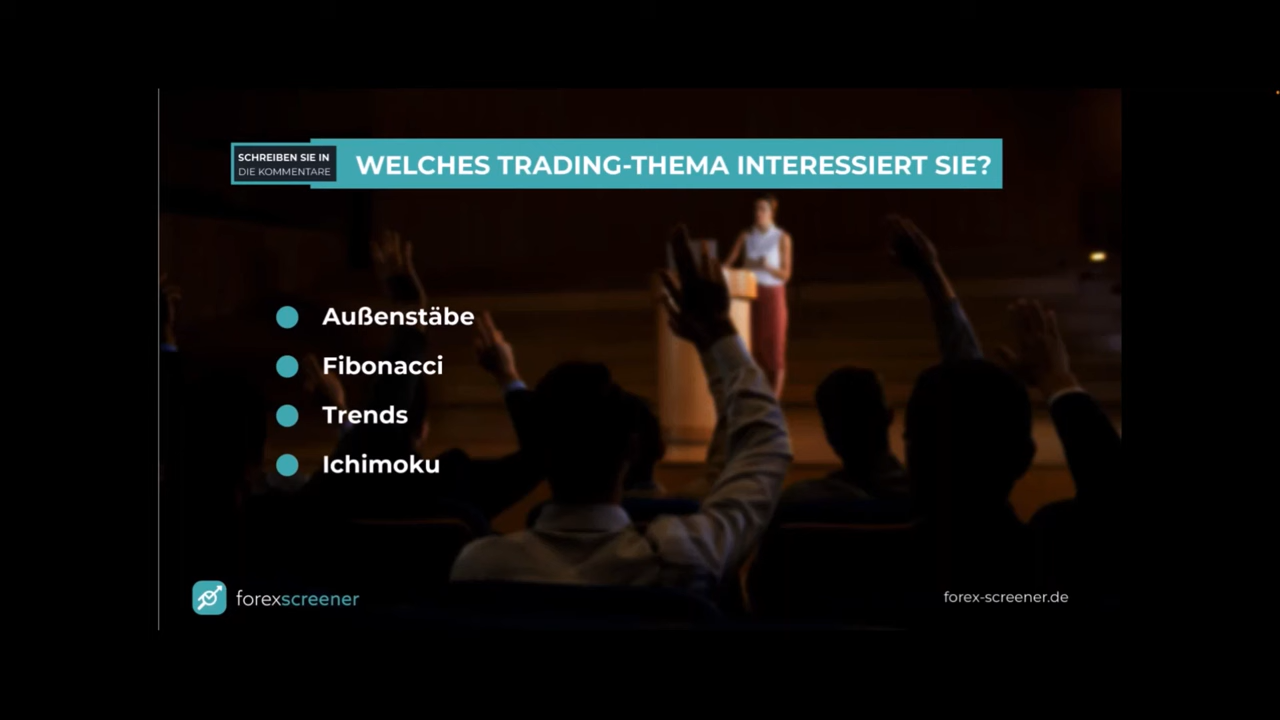 SCHREIBEN SIE IN
DIE KOMMENTARE
WELCHES TRADING-THEMA INTERESSIERT SIE?
Außenstäbe
Fibonacci
Trends
Ichimoku
forexscreener
forex-screener.de